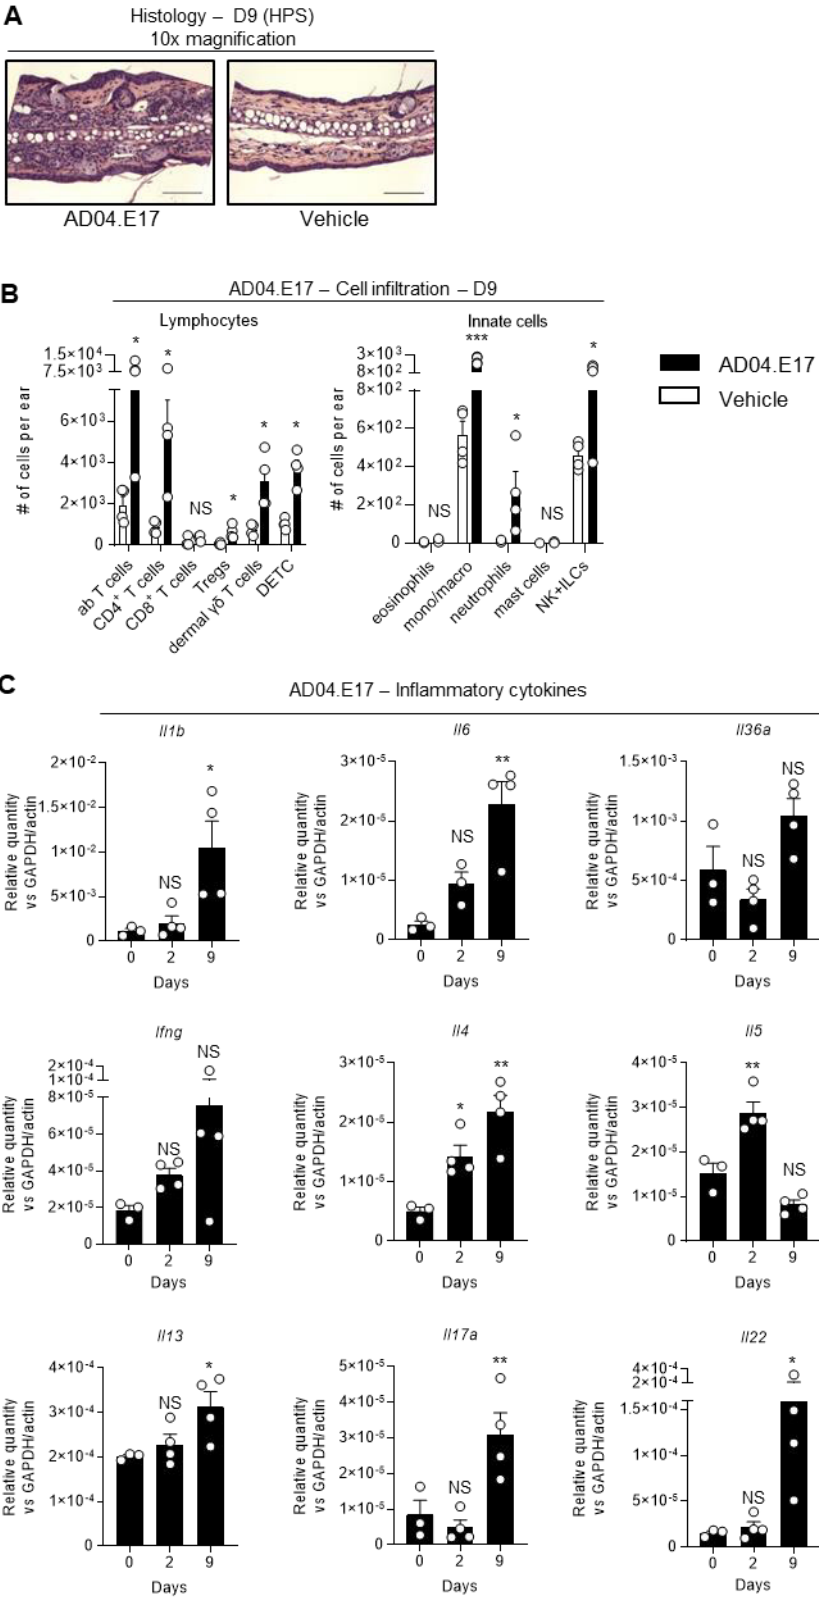 A
Histology – D9 (HPS)
10x magnification
AD04.E17
Vehicle
B
AD04.E17 – Cell infiltration – D9
Lymphocytes
Innate cells
AD04.E17
Vehicle
# of cells per ear
1.5×10⁴
7.5×10³
6×10³
4×10³
2×10³
0
*
*
NS
*
*
*
ab T cells
CD4⁺ T cells
CD8⁺ T cells
Tregs
dermal γδ T cells
DETC
# of cells per ear
3×10³
8×10²
8×10²
6×10²
4×10²
2×10²
0
NS
***
*
NS
*
eosinophils
mono/macro
neutrophils
mast cells
NK+ILCs
C
AD04.E17 – Inflammatory cytokines
Il1b
Relative quantity
vs GAPDH/actin
2×10⁻²
1.5×10⁻²
1×10⁻²
5×10⁻³
0
NS
*
0 2 9
Days
Il6
Relative quantity
vs GAPDH/actin
3×10⁻⁵
2×10⁻⁵
1×10⁻⁵
0
NS
**
0 2 9
Days
Il36a
Relative quantity
vs GAPDH/actin
1.5×10⁻³
1×10⁻³
5×10⁻⁴
0
NS
NS
0 2 9
Days
Ifng
Relative quantity
vs GAPDH/actin
2×10⁻⁴
1×10⁻⁴
8×10⁻⁵
6×10⁻⁵
4×10⁻⁵
2×10⁻⁵
0
NS
NS
0 2 9
Days
Il4
Relative quantity
vs GAPDH/actin
3×10⁻⁵
2×10⁻⁵
1×10⁻⁵
0
*
**
0 2 9
Days
Il5
Relative quantity
vs GAPDH/actin
4×10⁻⁵
3×10⁻⁵
2×10⁻⁵
1×10⁻⁵
0
**
NS
0 2 9
Days
Il13
Relative quantity
vs GAPDH/actin
4×10⁻⁴
3×10⁻⁴
2×10⁻⁴
1×10⁻⁴
0
NS
*
0 2 9
Days
Il17a
Relative quantity
vs GAPDH/actin
5×10⁻⁵
4×10⁻⁵
3×10⁻⁵
2×10⁻⁵
1×10⁻⁵
0
NS
**
0 2 9
Days
Il22
Relative quantity
vs GAPDH/actin
4×10⁻⁴
2×10⁻⁴
1.5×10⁻⁴
1×10⁻⁴
5×10⁻⁵
0
NS
*
0 2 9
Days